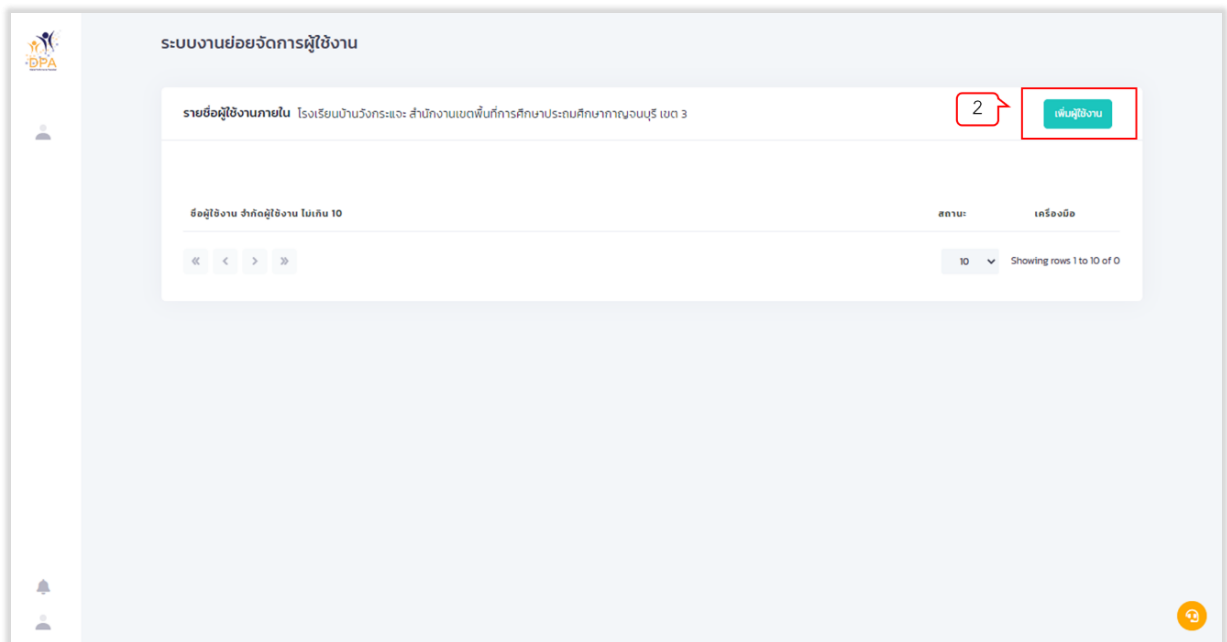 ระบบงานย่อยจัดการผู้ใช้งาน
DPA
รายชื่อผู้ใช้งานภายใน โรงเรียนบ้านวังกระแจะ สำนักงานเขตพื้นที่การศึกษาประถมศึกษากาญจนบุรี เขต 3
2
เพิ่มผู้ใช้งาน
ชื่อผู้ใช้งาน จำกัดผู้ใช้งาน ไม่เกิน 10 สถานะ เครื่องมือ
« ‹ › » 10 Showing rows 1 to 10 of 0